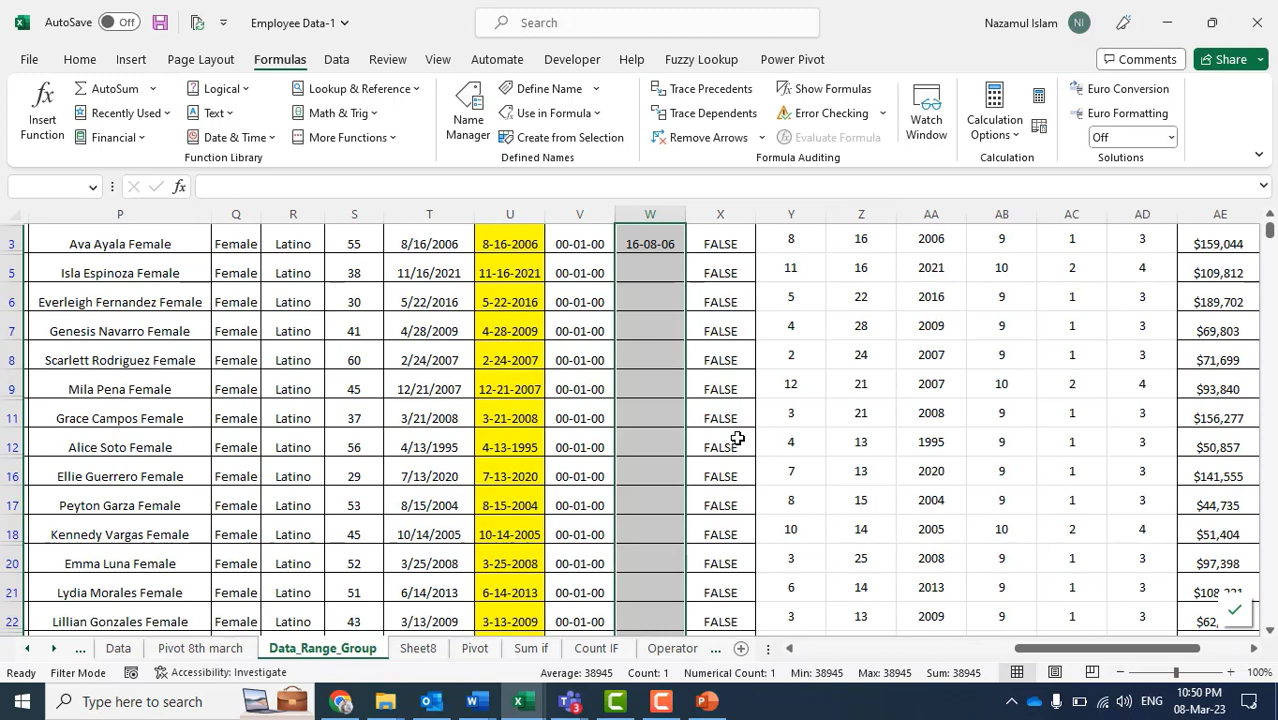 AutoSave Off Employee Data-1 Search Nazamul Islam NI
File Home Insert Page Layout Formulas Data Review View Automate Developer Help Fuzzy Lookup Power Pivot Comments Share
Insert Function
AutoSum
Recently Used
Financial
Logical
Text
Date & Time
Lookup & Reference
Math & Trig
More Functions
Function Library
Name Manager
Define Name
Use in Formula
Create from Selection
Defined Names
Trace Precedents
Trace Dependents
Remove Arrows
Show Formulas
Error Checking
Evaluate Formula
Formula Auditing
Watch Window
Calculation Options
Calculation
Euro Conversion
Euro Formatting
Off
Solutions
fx
P Q R S T U V W X Y Z AA AB AC AD AE
3 Ava Ayala Female Female Latino 55 8/16/2006 8-16-2006 00-01-00 16-08-06 FALSE 8 16 2006 9 1 3 $159,044
5 Isla Espinoza Female Female Latino 38 11/16/2021 11-16-2021 00-01-00 FALSE 11 16 2021 10 2 4 $109,812
6 Everleigh Fernandez Female Female Latino 30 5/22/2016 5-22-2016 00-01-00 FALSE 5 22 2016 9 1 3 $189,702
7 Genesis Navarro Female Female Latino 41 4/28/2009 4-28-2009 00-01-00 FALSE 4 28 2009 9 1 3 $69,803
8 Scarlett Rodriguez Female Female Latino 60 2/24/2007 2-24-2007 00-01-00 FALSE 2 24 2007 9 1 3 $71,699
9 Mila Pena Female Female Latino 45 12/21/2007 12-21-2007 00-01-00 FALSE 12 21 2007 10 2 4 $93,840
11 Grace Campos Female Female Latino 37 3/21/2008 3-21-2008 00-01-00 FALSE 3 21 2008 9 1 3 $156,277
12 Alice Soto Female Female Latino 56 4/13/1995 4-13-1995 00-01-00 FALSE 4 13 1995 9 1 3 $50,857
16 Ellie Guerrero Female Female Latino 29 7/13/2020 7-13-2020 00-01-00 FALSE 7 13 2020 9 1 3 $141,555
17 Peyton Garza Female Female Latino 53 8/15/2004 8-15-2004 00-01-00 FALSE 8 15 2004 9 1 3 $44,735
18 Kennedy Vargas Female Female Latino 45 10/14/2005 10-14-2005 00-01-00 FALSE 10 14 2005 10 2 4 $51,404
20 Emma Luna Female Female Latino 52 3/25/2008 3-25-2008 00-01-00 FALSE 3 25 2008 9 1 3 $97,398
21 Lydia Morales Female Female Latino 51 6/14/2013 6-14-2013 00-01-00 FALSE 6 14 2013 9 1 3
22 Lillian Gonzales Female Female Latino 43 3/13/2009 3-13-2009 00-01-00 FALSE 3 13 2009 9 1 3
... Data Pivot 8th march Data_Range_Group Sheet8 Pivot Sum if Count IF Operator ...
Ready Filter Mode Accessibility: Investigate Average: 38945 Count: 1 Numerical Count: 1 Min: 38945 Max: 38945 Sum: 38945 100%
Type here to search ENG 10:50 PM
08-Mar-23